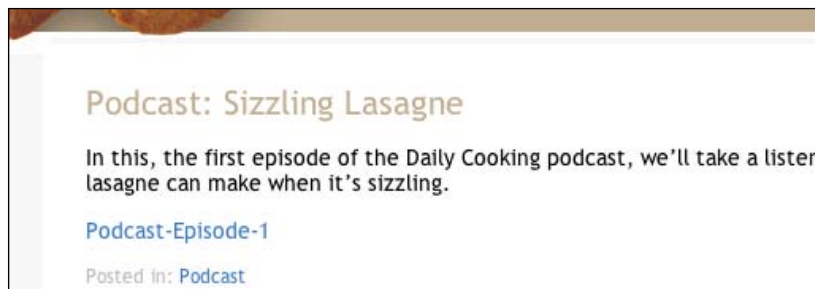 Podcast: Sizzling Lasagne
In this, the first episode of the Daily Cooking podcast, we’ll take a
lasagne can make when it’s sizzling.
Podcast-Episode-1
Posted in: Podcast